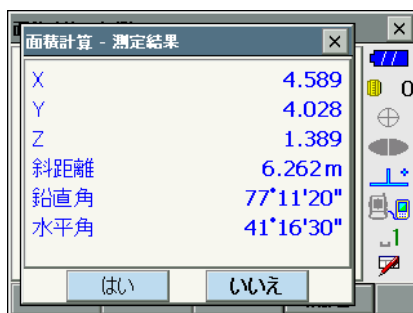 面積計算 - 測定結果
X 4.589
Y 4.028
Z 1.389
斜距離 6.262m
鉛直角 77°11'20"
水平角 41°16'30"
はい いいえ
0
1